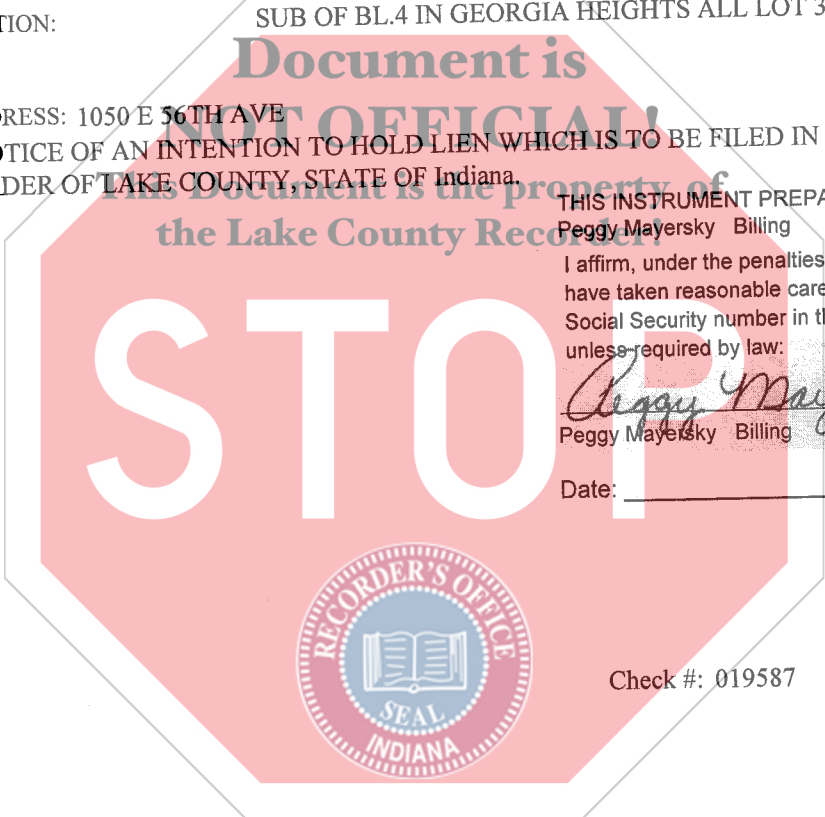 TION: SUB OF BL.4 IN GEORGIA HEIGHTS ALL LOT 3
Document is
NOT OFFICIAL!
RESS: 1050 E 56TH AVE
OTICE OF AN INTENTION TO HOLD LIEN WHICH IS TO BE FILED IN
DER OF LAKE COUNTY, STATE OF Indiana.
This Document is the property of
the Lake County Recorder!
THIS INSTRUMENT PREPA
Peggy Mayersky Billing
I affirm, under the penalties
have taken reasonable care
Social Security number in th
unless required by law:
Peggy May
Peggy Mayersky Billing
Date:
STOP
RECORDER'S OFFICE
SEAL
INDIANA
Check #: 019587